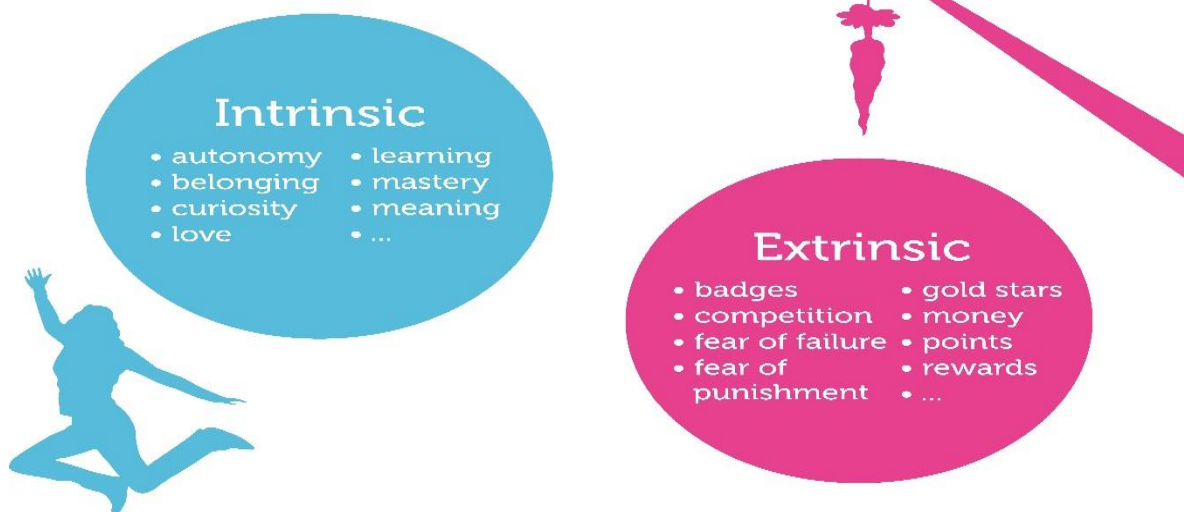 Intrinsic
• autonomy
• belonging
• curiosity
• love
• learning
• mastery
• meaning
• ...
Extrinsic
• badges
• competition
• fear of failure
• fear of
punishment
• gold stars
• money
• points
• rewards
• ...